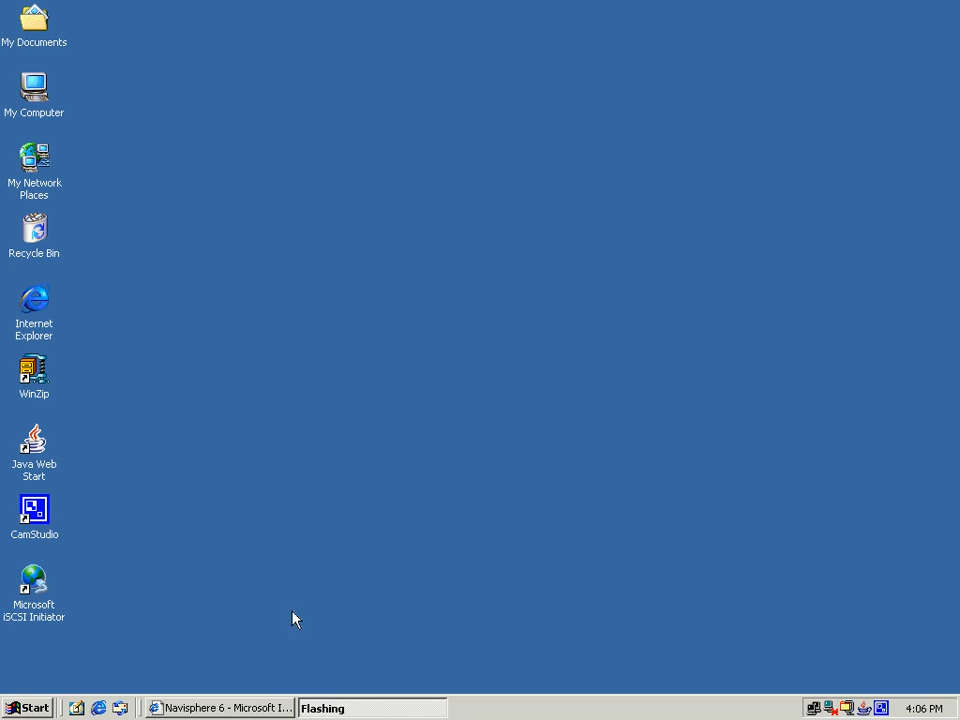 My Documents
My Computer
My Network
Places
Recycle Bin
Internet
Explorer
WinZip
Java Web
Start
CamStudio
Microsoft
iSCSI Initiator
Start
Navisphere 6 - Microsoft I...
Flashing
4:06 PM